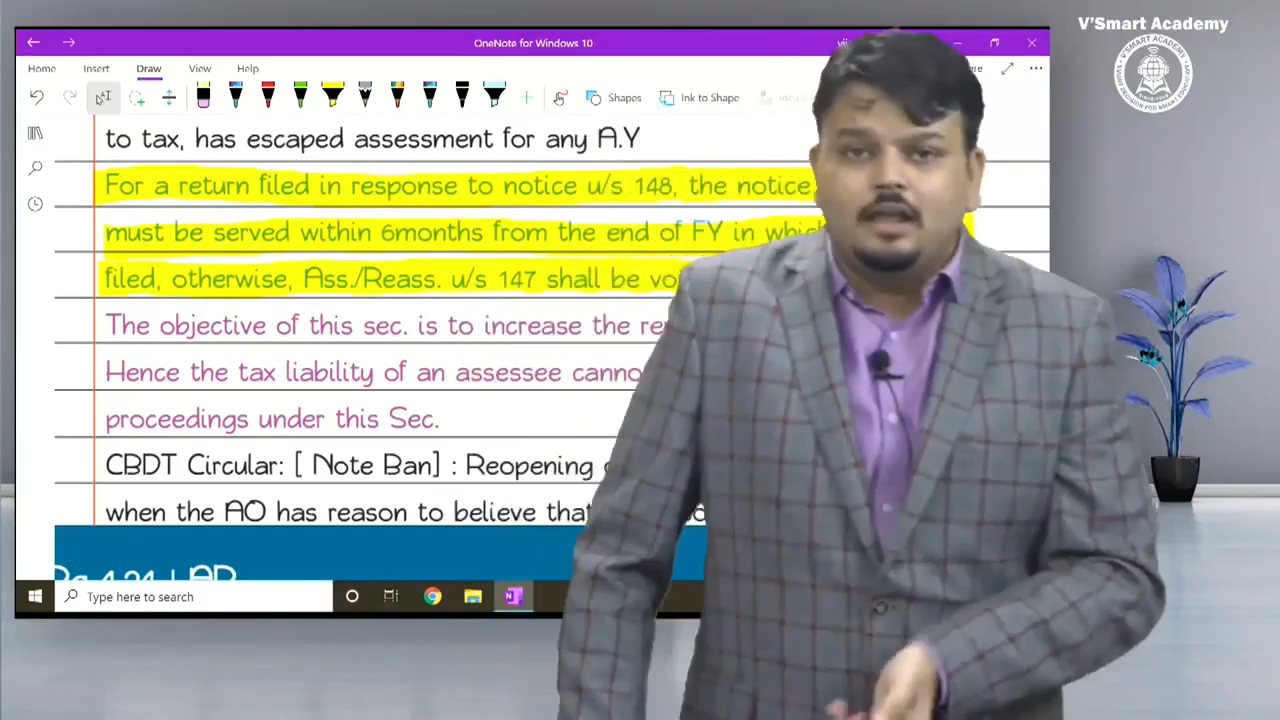 V'Smart Academy
OneNote for Windows 10
Home Insert Draw View Help
Shapes Ink to Shape
to tax, has escaped assessment for any A.Y
For a return filed in response to notice u/s 148, the notice
must be served within 6months from the end of FY in which
filed, otherwise, Ass./Reass. u/s 147 shall be
The objective of this sec. is to increase the
Hence the tax liability of an assessee
proceedings under this Sec.
CBDT Circular: [ Note Ban] : Reopening
when the AO has reason to believe that
Type here to search